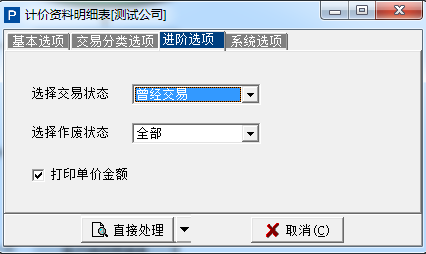 P 计价资料明细表[测试公司]
基本选项 交易分类选项 进阶选项 系统选项
选择交易状态 曾经交易
选择作废状态 全部
打印单价金额
直接处理 取消(C)